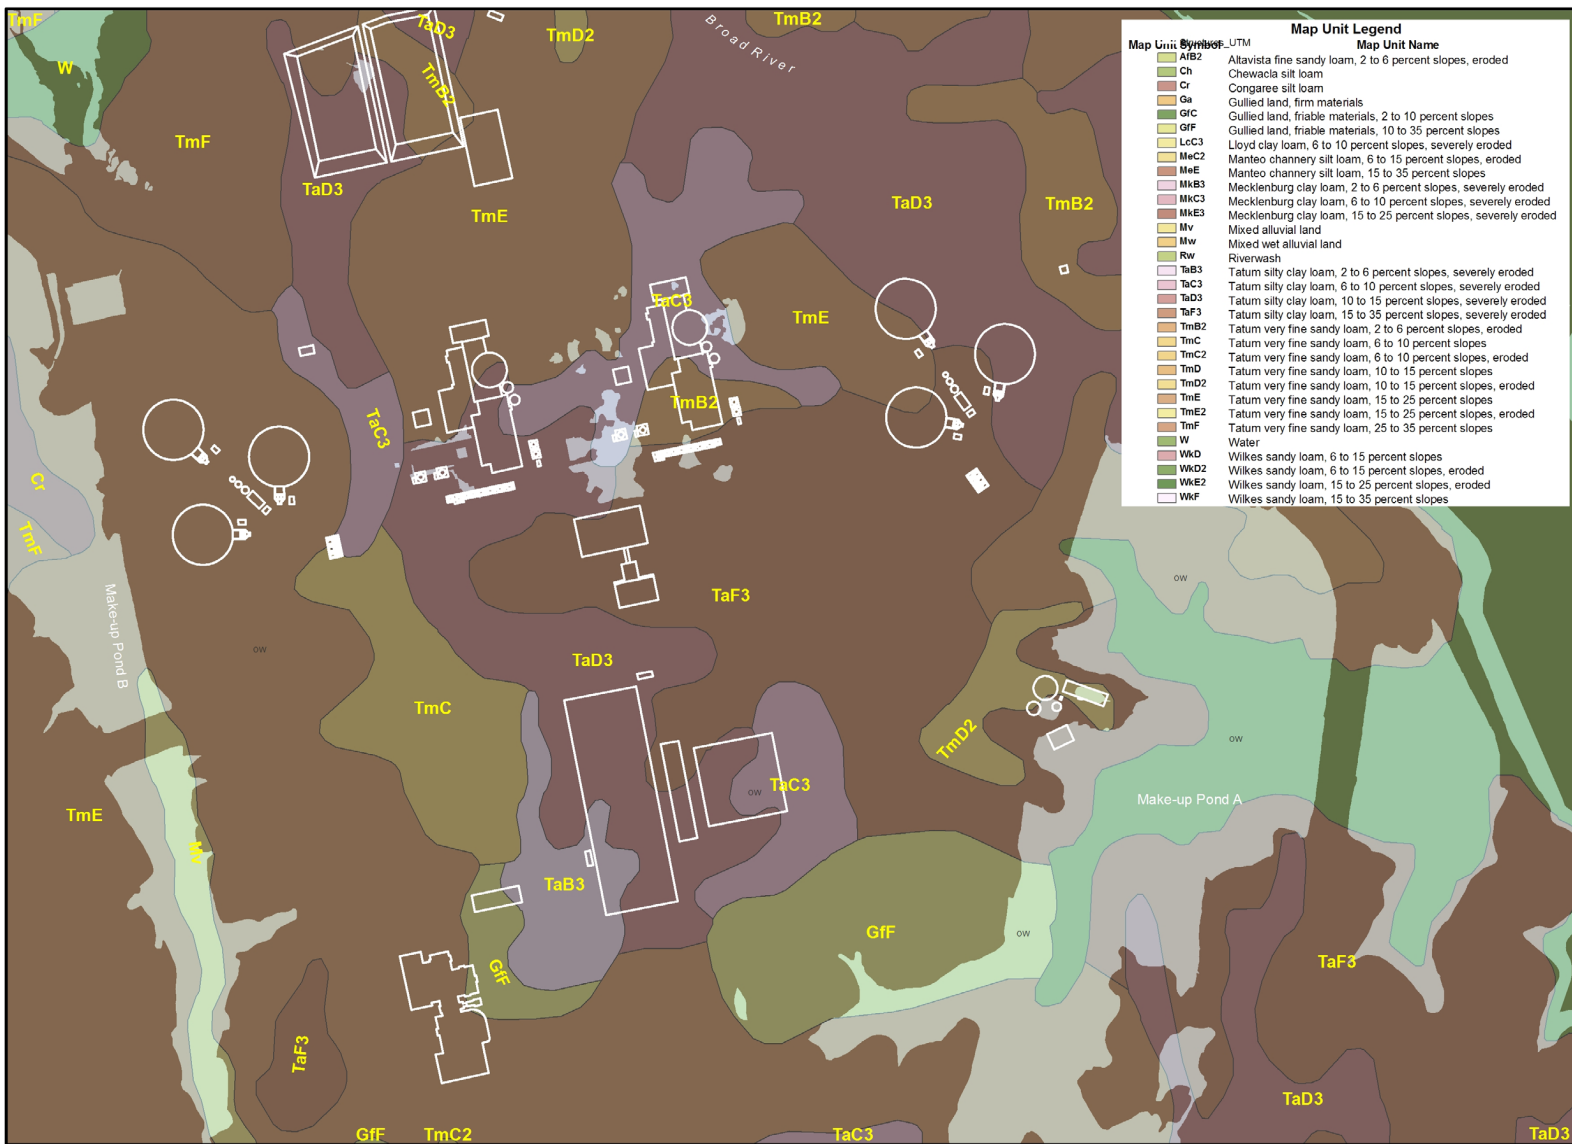 TmF
W
TmF
TaD3
TmB2
TaD3
TmE
TmD2
Broad River
TmB2
TaD3
TmB2
TaC3
TmE
TmB2
TaC3
Cr
TmF
Make-up Pond B
ow
TaF3
TaD3
TmC
TmD2
ow
ow
Make-up Pond A
TaC3
ow
TmE
Mv
TaB3
GfF
GfF
ow
TaF3
TaF3
TaD3
GfF
TmC2
TaC3
TaD3
Map Unit Legend
Map Unit Symbol
Map Unit Name
AfB2 Altavista fine sandy loam, 2 to 6 percent slopes, eroded
Ch Chewacla silt loam
Cr Congaree silt loam
Ga Gullied land, firm materials
GfC Gullied land, friable materials, 2 to 10 percent slopes
GfF Gullied land, friable materials, 10 to 35 percent slopes
LcC3 Lloyd clay loam, 6 to 10 percent slopes, severely eroded
MeC2 Manteo channery silt loam, 6 to 15 percent slopes, eroded
MeE Manteo channery silt loam, 15 to 35 percent slopes
MkB3 Mecklenburg clay loam, 2 to 6 percent slopes, severely eroded
MkC3 Mecklenburg clay loam, 6 to 10 percent slopes, severely eroded
MkE3 Mecklenburg clay loam, 15 to 25 percent slopes, severely eroded
Mv Mixed alluvial land
Mw Mixed wet alluvial land
Rw Riverwash
TaB3 Tatum silty clay loam, 2 to 6 percent slopes, severely eroded
TaC3 Tatum silty clay loam, 6 to 10 percent slopes, severely eroded
TaD3 Tatum silty clay loam, 10 to 15 percent slopes, severely eroded
TaF3 Tatum silty clay loam, 15 to 35 percent slopes, severely eroded
TmB2 Tatum very fine sandy loam, 2 to 6 percent slopes, eroded
TmC Tatum very fine sandy loam, 6 to 10 percent slopes
TmC2 Tatum very fine sandy loam, 6 to 10 percent slopes, eroded
TmD Tatum very fine sandy loam, 10 to 15 percent slopes
TmD2 Tatum very fine sandy loam, 10 to 15 percent slopes, eroded
TmE Tatum very fine sandy loam, 15 to 25 percent slopes
TmE2 Tatum very fine sandy loam, 15 to 25 percent slopes, eroded
TmF Tatum very fine sandy loam, 25 to 35 percent slopes
W Water
WkD Wilkes sandy loam, 6 to 15 percent slopes
WkD2 Wilkes sandy loam, 6 to 15 percent slopes, eroded
WkE2 Wilkes sandy loam, 15 to 25 percent slopes, eroded
WkF Wilkes sandy loam, 15 to 35 percent slopes